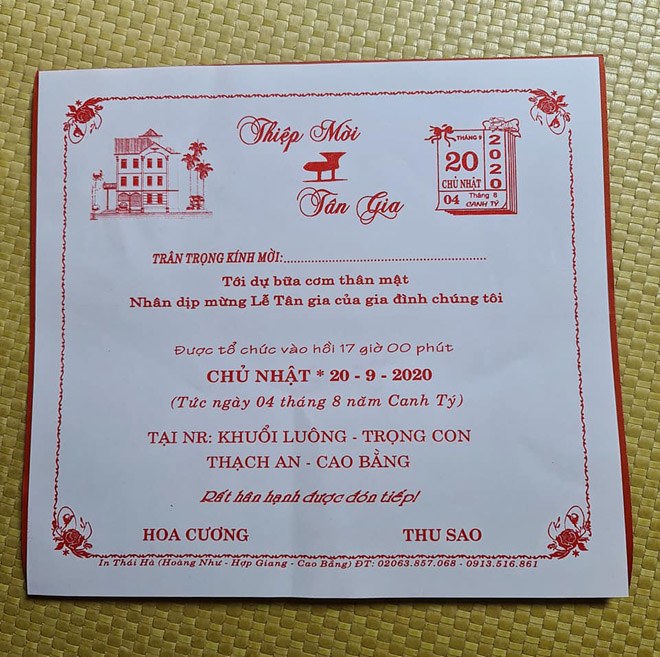 Thiệp Mời
Tân Gia
THÁNG 9
20
CHỦ NHẬT
2020
04 Tháng 8
CANH TÝ
TRÂN TRỌNG KÍNH MỜI:
Tới dự bữa cơm thân mật
Nhân dịp mừng Lễ Tân gia của gia đình chúng tôi
Được tổ chức vào hồi 17 giờ 00 phút
CHỦ NHẬT * 20 - 9 - 2020
(Tức ngày 04 tháng 8 năm Canh Tý)
TẠI NR: KHUỔI LUÔNG - TRỌNG CON
THẠCH AN - CAO BẰNG
Rất hân hạnh được đón tiếp!
HOA CƯƠNG THU SAO
In Thái Hà (Hoàng Như - Hợp Giang - Cao Bằng) ĐT: 02063.857.068 - 0913.516.861